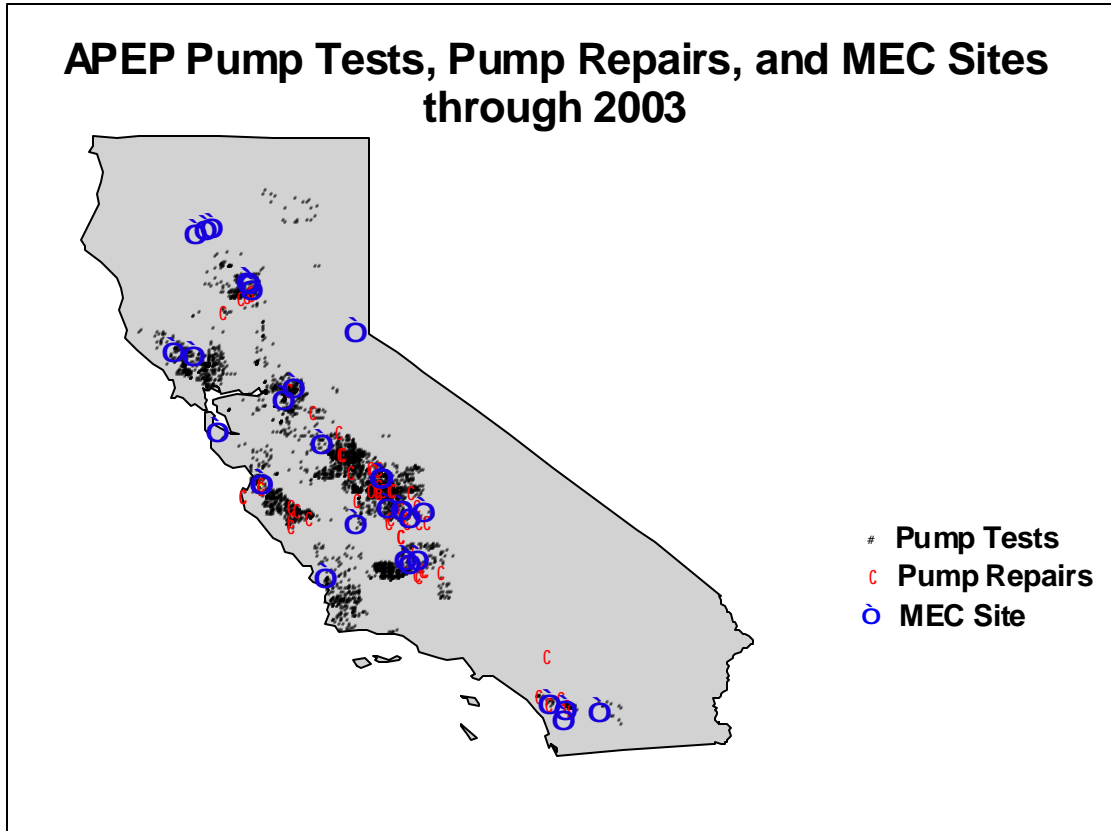 APEP Pump Tests, Pump Repairs, and MEC Sites
through 2003
# Pump Tests
C Pump Repairs
Ò MEC Site